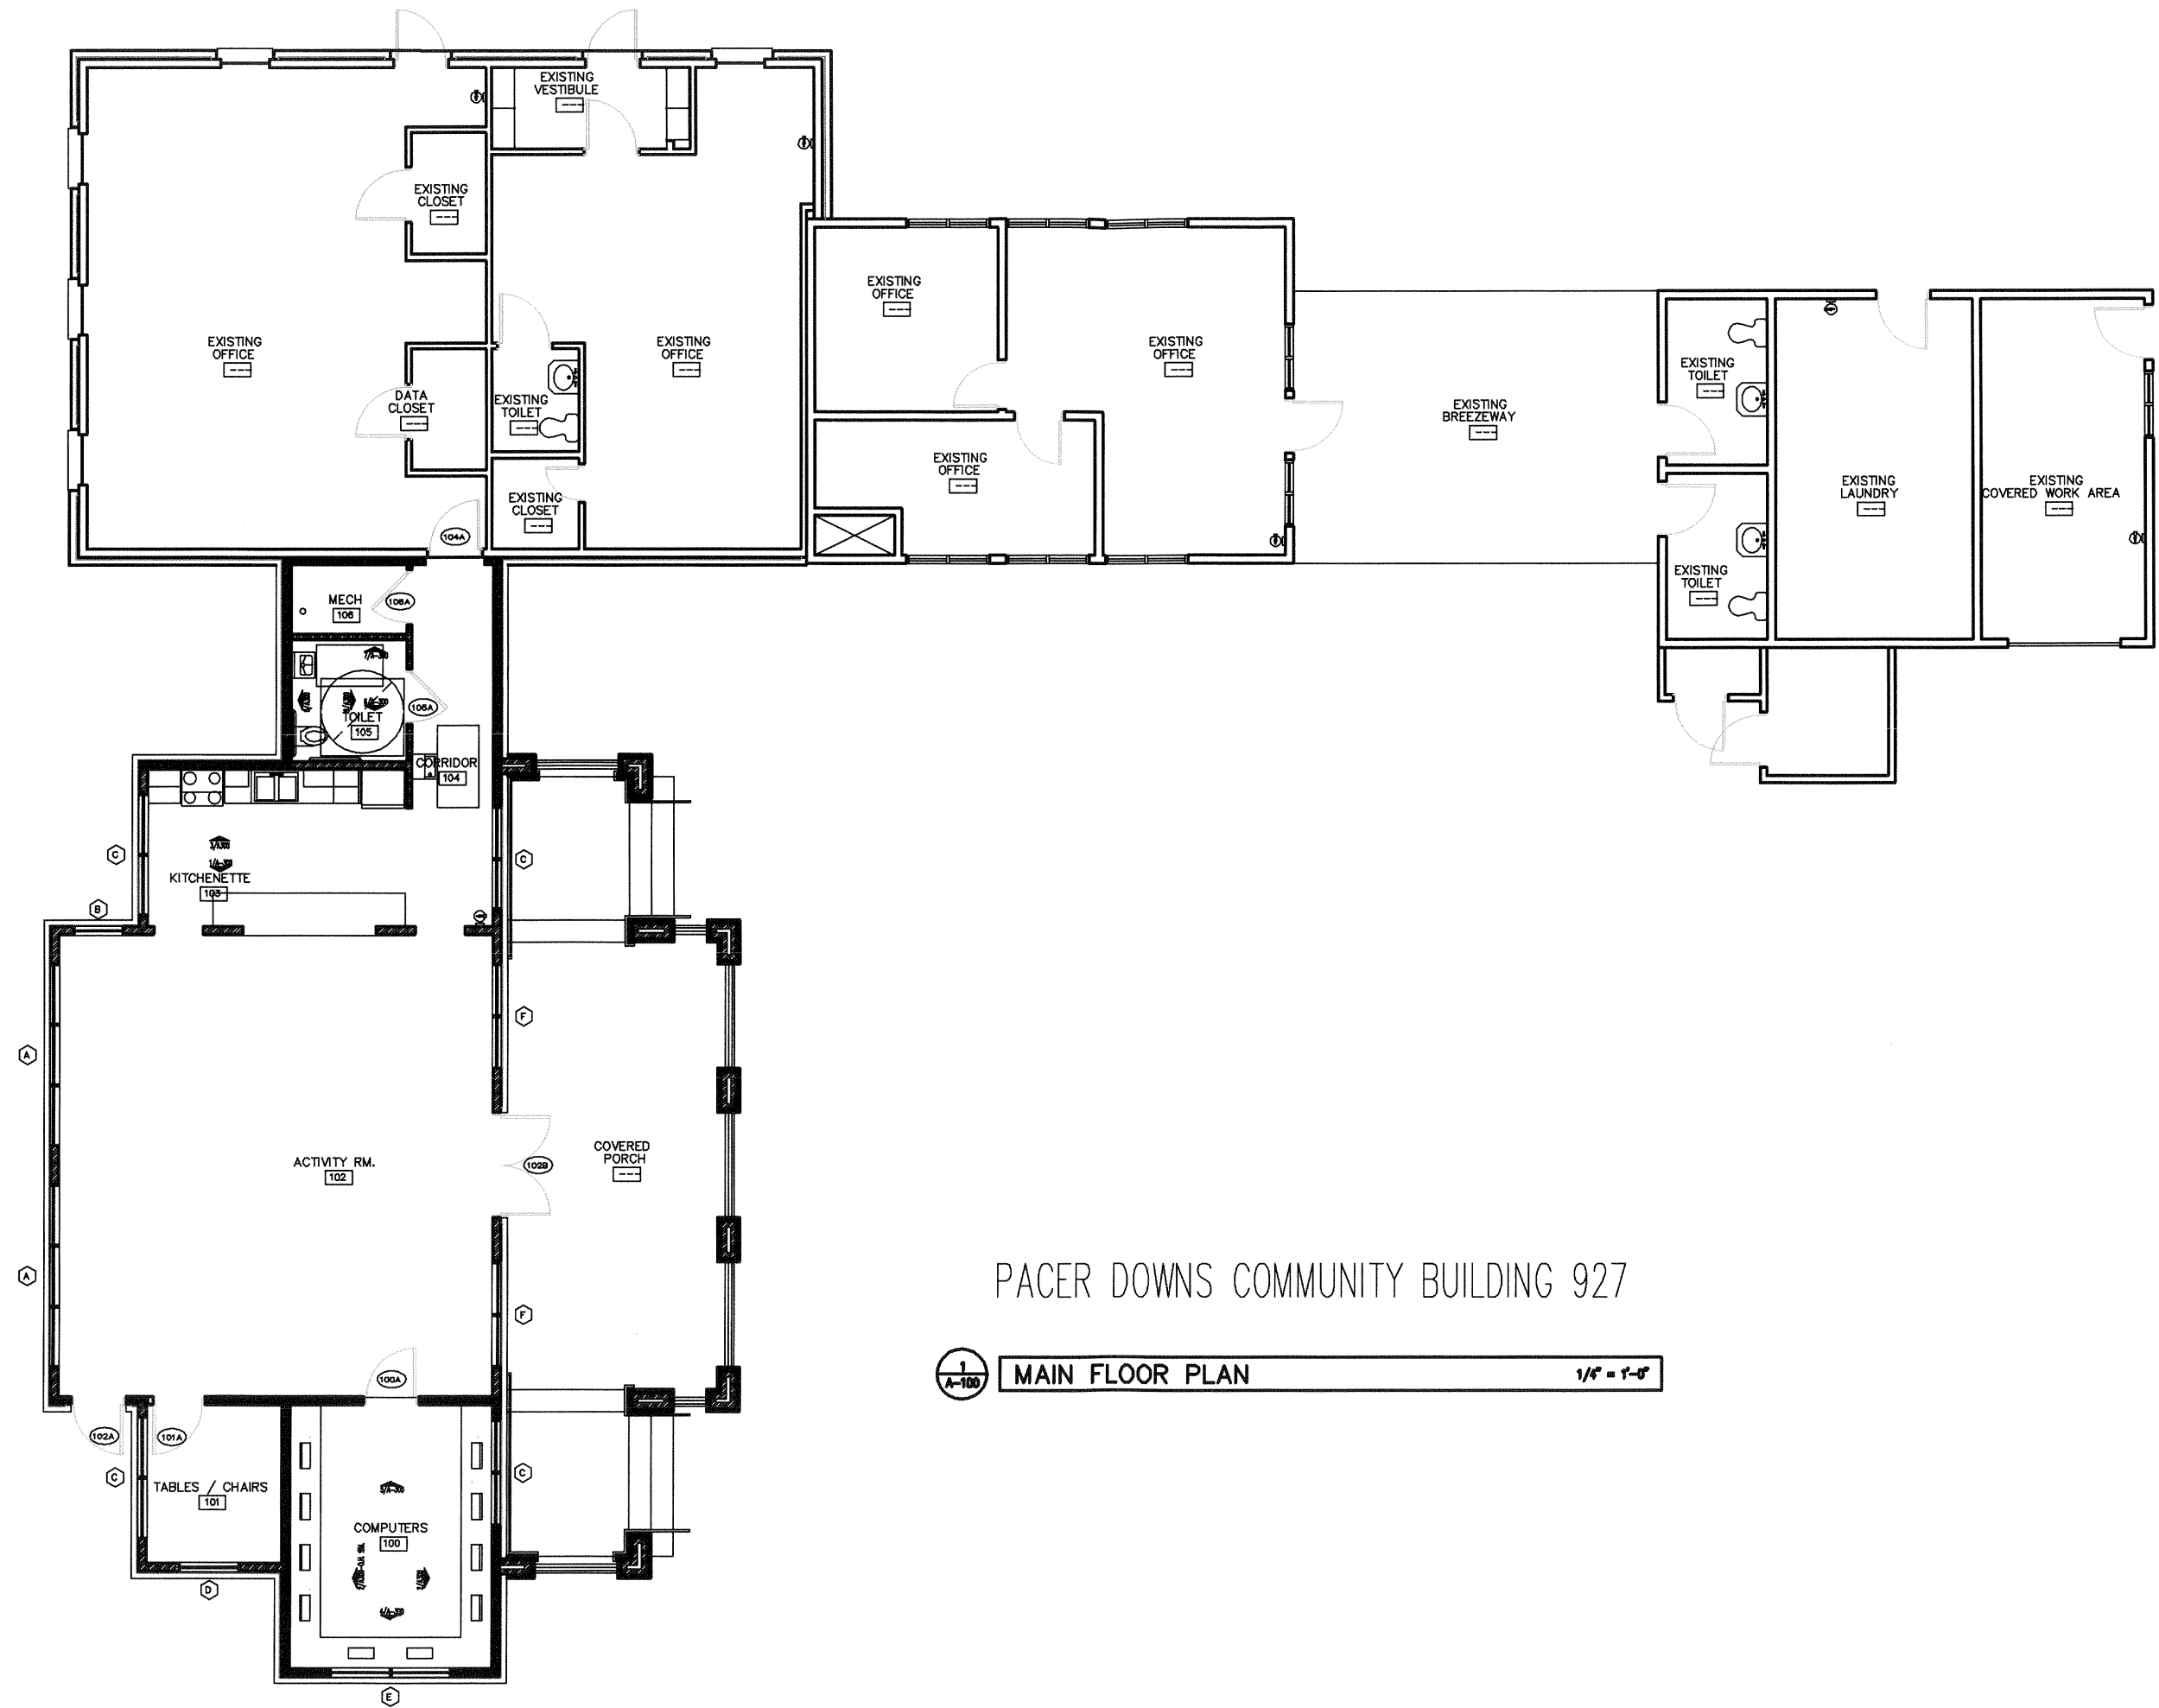 EXISTING
VESTIBULE
EXISTING
CLOSET
EXISTING
OFFICE
EXISTING
OFFICE
DATA
CLOSET
EXISTING
TOILET
EXISTING
CLOSET
104A
EXISTING
OFFICE
EXISTING
OFFICE
EXISTING
OFFICE
EXISTING
BREEZEWAY
EXISTING
TOILET
EXISTING
TOILET
EXISTING
LAUNDRY
EXISTING
COVERED WORK AREA
MECH
106
106A
TOILET
105
105A
CORRIDOR
104
C
KITCHENETTE
103
C
B
F
A
ACTIVITY RM.
102
102B
COVERED
PORCH
A
F
100A
102A
101A
C
TABLES / CHAIRS
101
C
COMPUTERS
100
D
E
PACER DOWNS COMMUNITY BUILDING 927
1
A-100
MAIN FLOOR PLAN
1/4" = 1'-0"